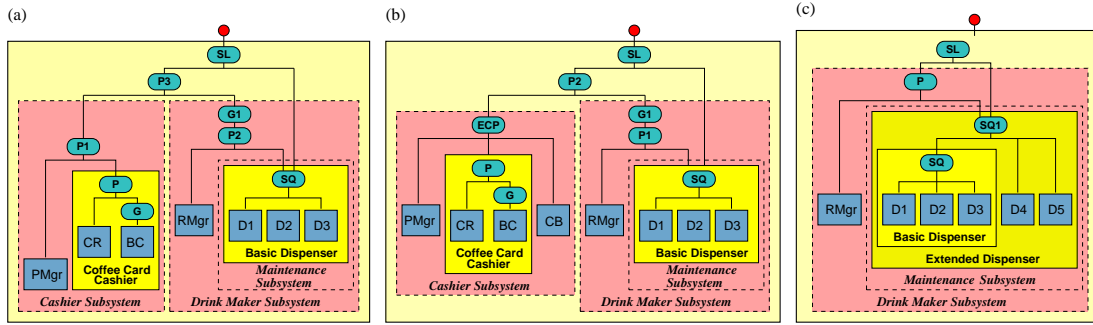 (a)
SL
P3
G1
P2
P1
P
SQ
G
CR
BC
RMgr
D1
D2
D3
PMgr
Coffee Card
Cashier
Basic Dispenser
Maintenance
Subsystem
Cashier Subsystem
Drink Maker Subsystem
(b)
SL
P2
G1
ECP
P1
P
SQ
G
PMgr
CR
BC
CB
RMgr
D1
D2
D3
Coffee Card
Cashier
Basic Dispenser
Maintenance
Subsystem
Cashier Subsystem
Drink Maker Subsystem
(c)
SL
P
SQ1
SQ
RMgr
D1
D2
D3
D4
D5
Basic Dispenser
Extended Dispenser
Maintenance Subsystem
Drink Maker Subsystem